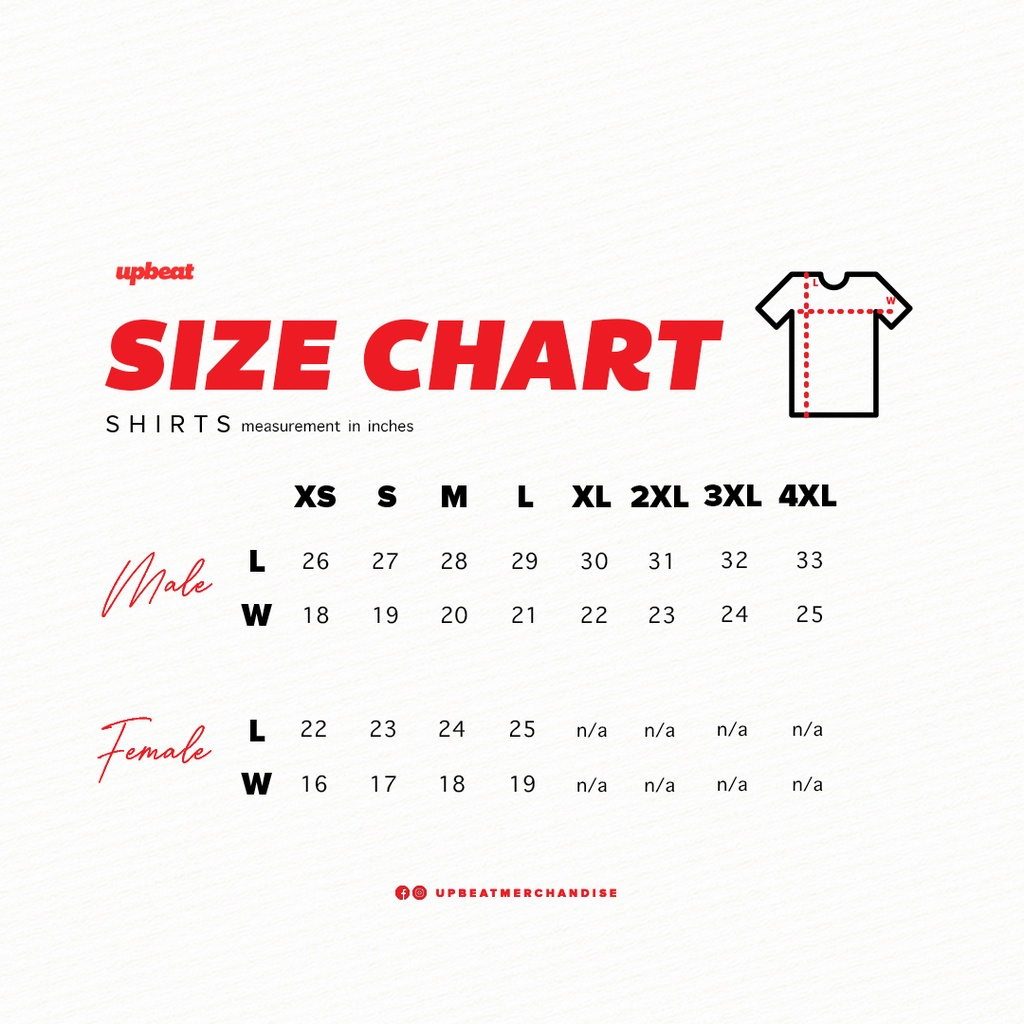 upbeat
SIZE CHART
SHIRTS measurement in inches
L
W
XS S M L XL 2XL 3XL 4XL
Male
L 26 27 28 29 30 31 32 33
W 18 19 20 21 22 23 24 25
Female
L 22 23 24 25 n/a n/a n/a n/a
W 16 17 18 19 n/a n/a n/a n/a
UPBEATMERCHANDISE